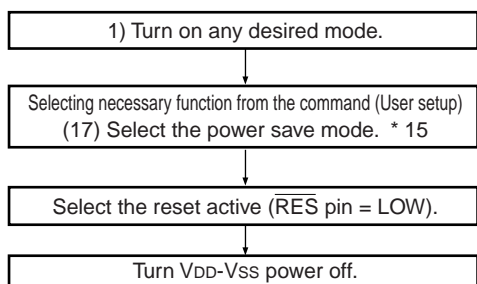 1) Turn on any desired mode.
Selecting necessary function from the command (User setup)
(17) Select the power save mode. * 15
Select the reset active (R̅E̅S̅ pin = LOW).
Turn VDD-VSS power off.